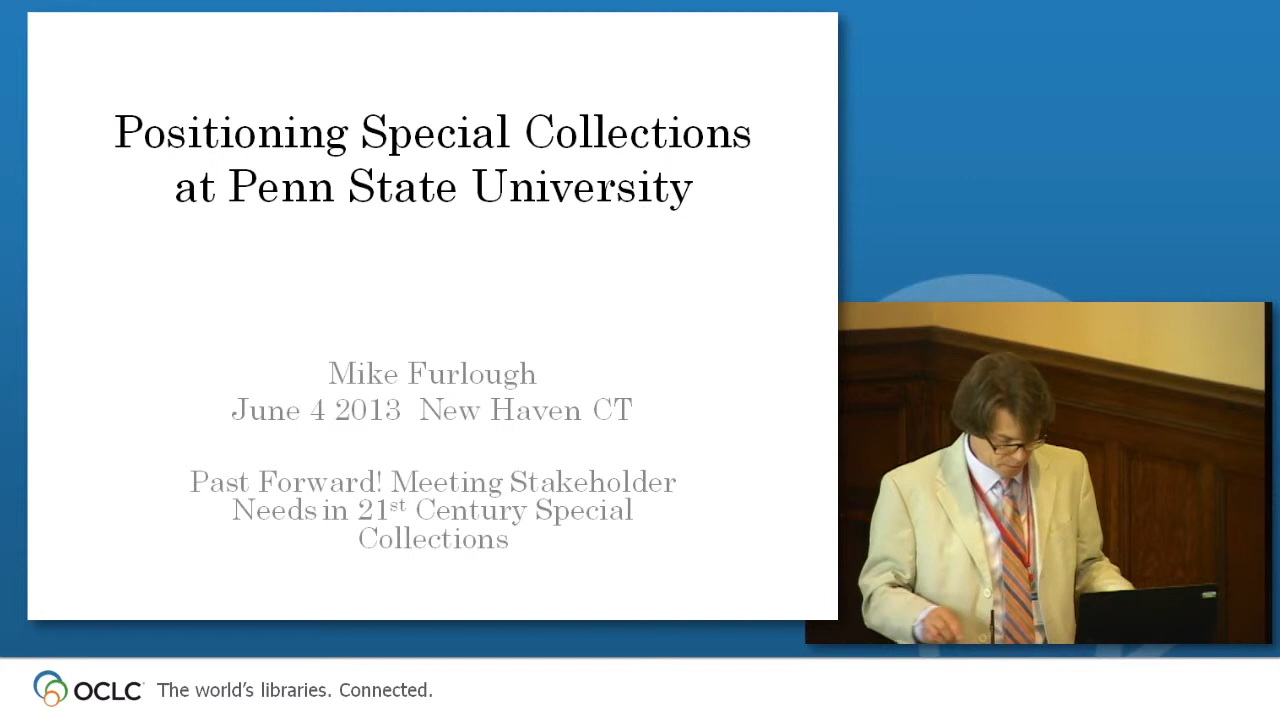 Positioning Special Collections
at Penn State University
Mike Furlough
June 4 2013 New Haven CT
Past Forward! Meeting Stakeholder
Needs in 21st Century Special
Collections
OCLC
The world's libraries. Connected.